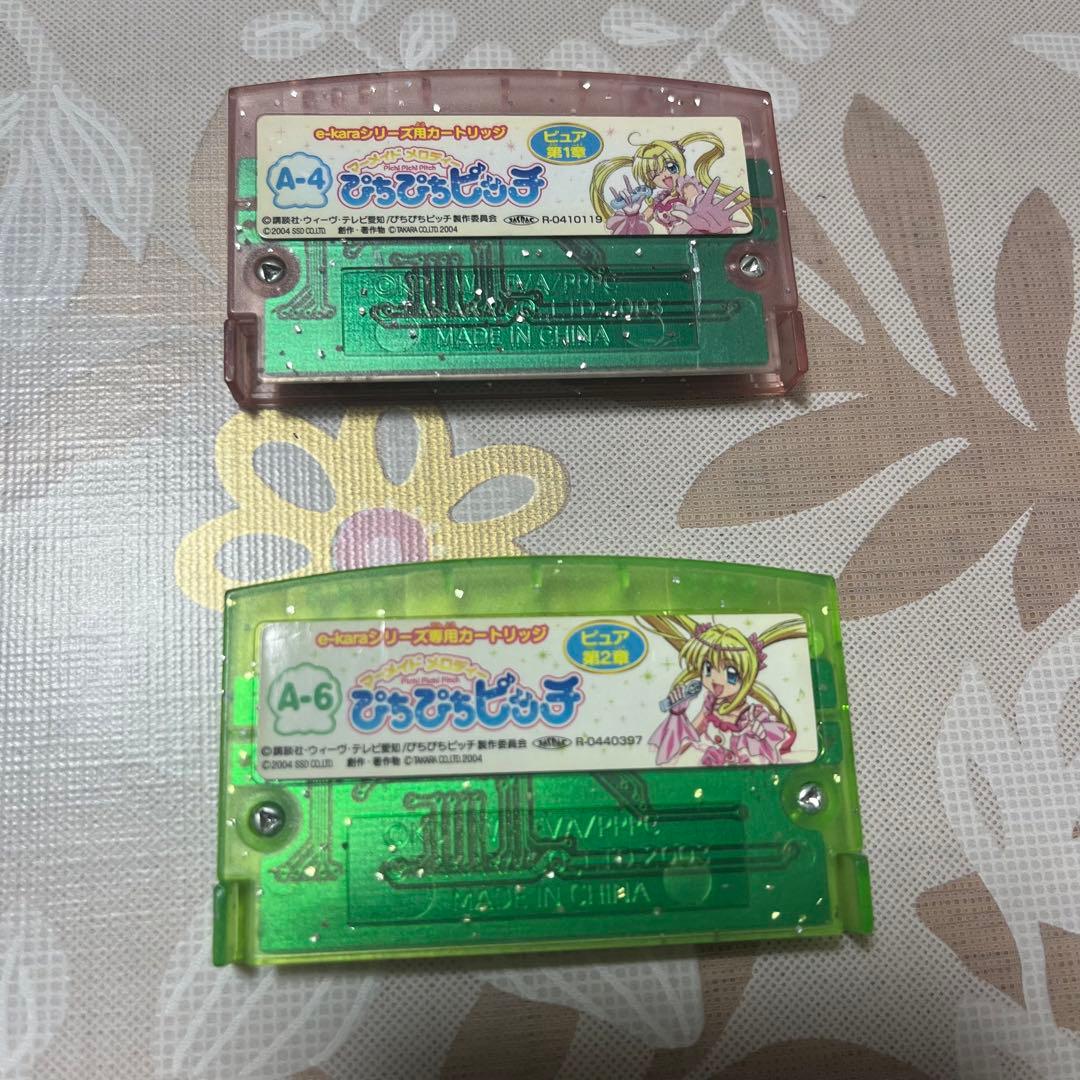 e-karaシリーズ用カートリッジ
ピュア
第1章
マーメイド メロディー
Pichi Pichi Pitch
A-4
ぴちぴちピッチ
©講談社・ウィーヴ・テレビ愛知/ぴちぴちピッチ 製作委員会 JASRAC R-0410119
©2004 SSD CO.,LTD. 創作・著作物 ©TAKARA CO.,LTD. 2004
LTD 2003
MADE IN CHINA
e-karaシリーズ専用カートリッジ
ピュア
第2章
マーメイド メロディー
Pichi Pichi Pitch
A-6
ぴちぴちピッチ
©講談社・ウィーヴ・テレビ愛知/ぴちぴちピッチ 製作委員会 JASRAC R-0440397
©2004 SSD CO.,LTD. 創作・著作物 ©TAKARA CO.,LTD. 2004
VA/PPPC
LTD 2003
MADE IN CHINA